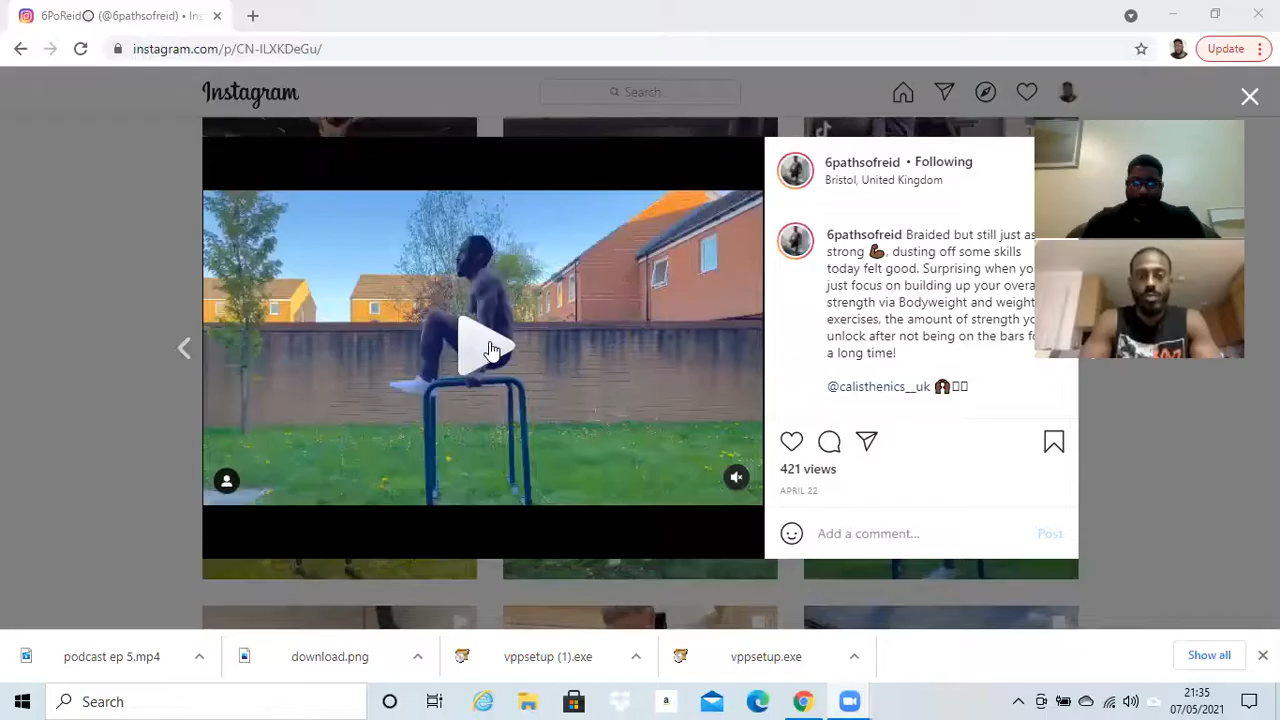 6PoReid (@6pathsofreid) • Ins
instagram.com/p/CN-ILXKDeGu/
Update
Instagram
Search
6pathsofreid • Following
Bristol, United Kingdom
6pathsofreid Braided but still just as
strong 💪🏾, dusting off some skills
today felt good. Surprising when yo
just focus on building up your overa
strength via Bodyweight and weight
exercises, the amount of strength yo
unlock after not being on the bars fo
a long time!
@calisthenics__uk
421 views
APRIL 22
Add a comment...
Post
podcast ep 5.mp4
download.png
vppsetup (1).exe
vppsetup.exe
Show all
Search
21:35
07/05/2021